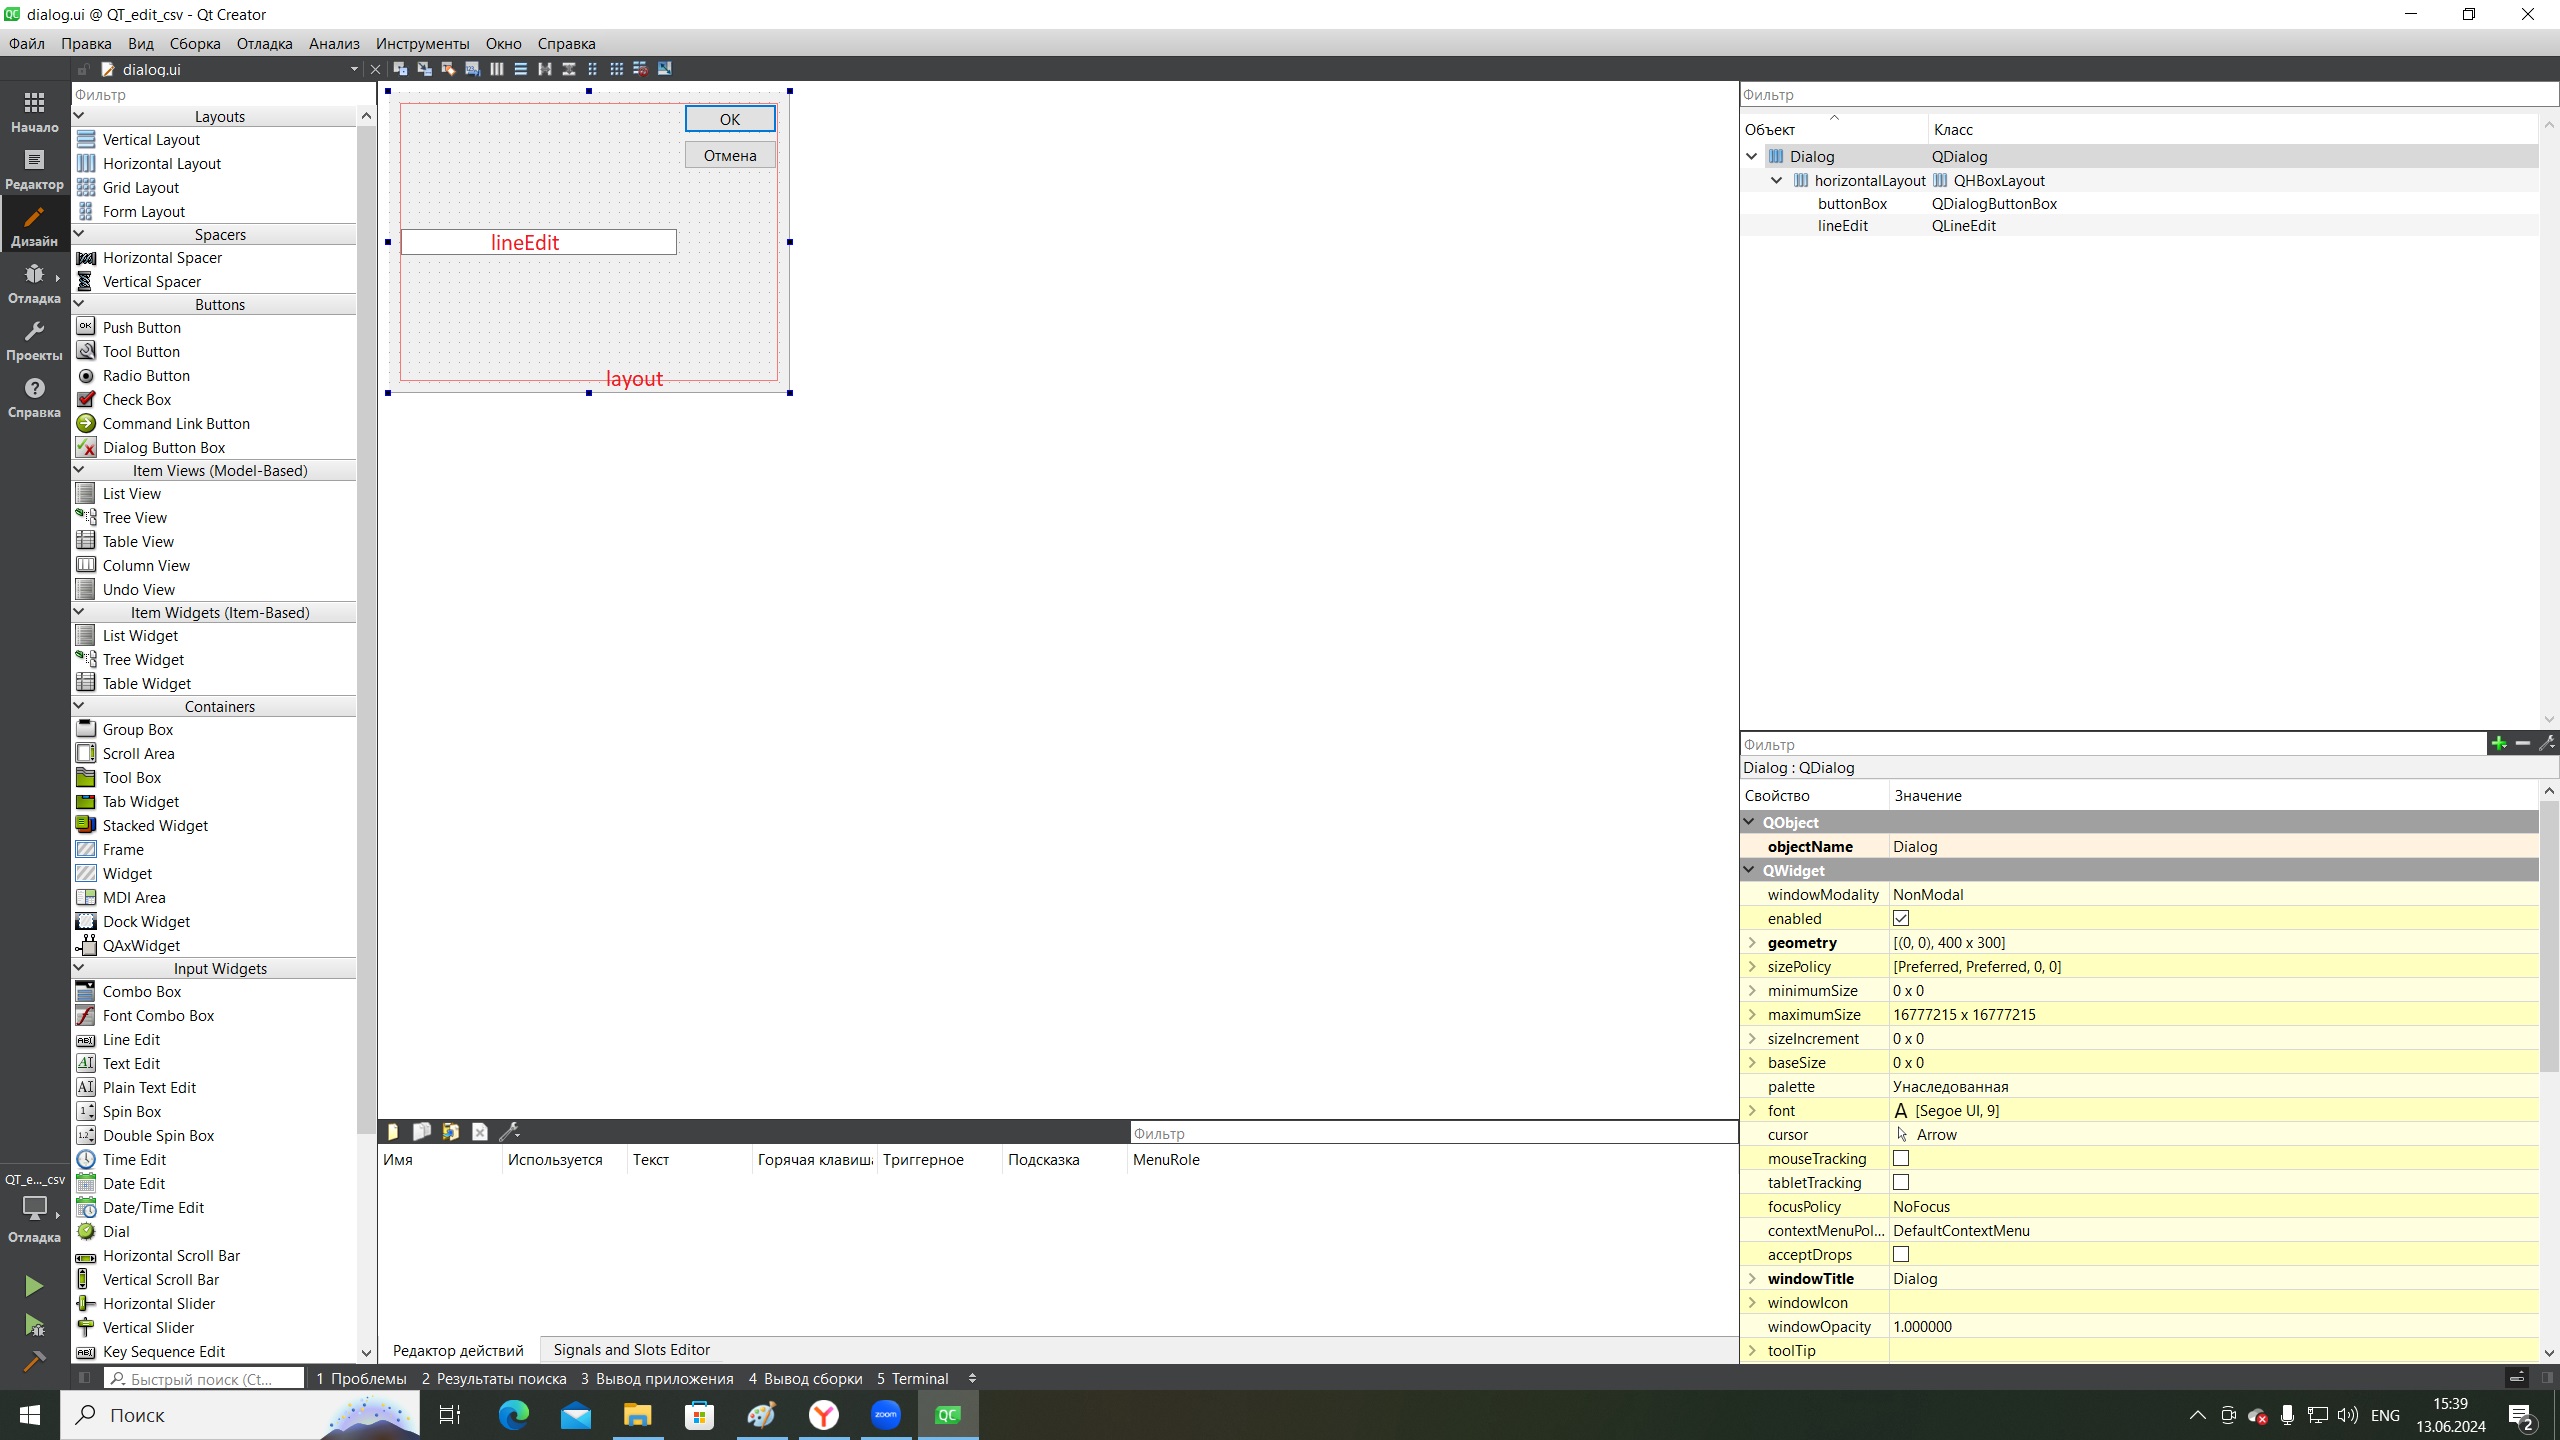 dialog.ui @ QT_edit_csv - Qt Creator
Файл Правка Вид Сборка Отладка Анализ Инструменты Окно Справка
dialog.ui
Начало
Редактор
Дизайн
Отладка
Проекты
Справка
QT_e..._csv
Отладка
Фильтр
Layouts
Vertical Layout
Horizontal Layout
Grid Layout
Form Layout
Spacers
Horizontal Spacer
Vertical Spacer
Buttons
Push Button
Tool Button
Radio Button
Check Box
Command Link Button
Dialog Button Box
Item Views (Model-Based)
List View
Tree View
Table View
Column View
Undo View
Item Widgets (Item-Based)
List Widget
Tree Widget
Table Widget
Containers
Group Box
Scroll Area
Tool Box
Tab Widget
Stacked Widget
Frame
Widget
MDI Area
Dock Widget
QAxWidget
Input Widgets
Combo Box
Font Combo Box
Line Edit
Text Edit
Plain Text Edit
Spin Box
Double Spin Box
Time Edit
Date Edit
Date/Time Edit
Dial
Horizontal Scroll Bar
Vertical Scroll Bar
Horizontal Slider
Vertical Slider
Key Sequence Edit
OK
Отмена
lineEdit
layout
Фильтр
Имя Используется Текст Горячая клавиша Триггерное Подсказка MenuRole
Редактор действий Signals and Slots Editor
Фильтр
Объект Класс
Dialog QDialog
horizontalLayout QHBoxLayout
buttonBox QDialogButtonBox
lineEdit QLineEdit
Фильтр
Dialog : QDialog
Свойство Значение
QObject
objectName Dialog
QWidget
windowModality NonModal
enabled
geometry [(0, 0), 400 x 300]
sizePolicy [Preferred, Preferred, 0, 0]
minimumSize 0 x 0
maximumSize 16777215 x 16777215
sizeIncrement 0 x 0
baseSize 0 x 0
palette Унаследованная
font A [Segoe UI, 9]
cursor Arrow
mouseTracking
tabletTracking
focusPolicy NoFocus
contextMenuPol... DefaultContextMenu
acceptDrops
windowTitle Dialog
windowIcon
windowOpacity 1.000000
toolTip
Быстрый поиск (Ct... 1 Проблемы 2 Результаты поиска 3 Вывод приложения 4 Вывод сборки 5 Terminal
Поиск
zoom
QC
ENG
15:39
13.06.2024
2